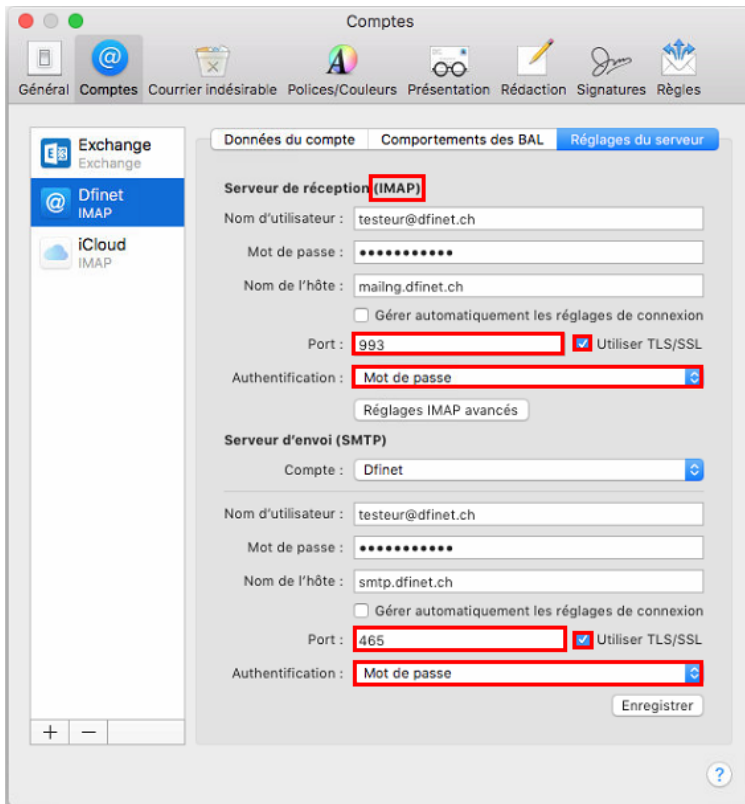 Comptes
Général Comptes Courrier indésirable Polices/Couleurs Présentation Rédaction Signatures Règles
Exchange
Exchange
Dfinet
IMAP
iCloud
IMAP
Données du compte Comportements des BAL Réglages du serveur
Serveur de réception (IMAP)
Nom d'utilisateur : testeur@dfinet.ch
Mot de passe : •••••••••••
Nom de l'hôte : mailng.dfinet.ch
Gérer automatiquement les réglages de connexion
Port : 993 Utiliser TLS/SSL
Authentification : Mot de passe
Réglages IMAP avancés
Serveur d'envoi (SMTP)
Compte : Dfinet
Nom d'utilisateur : testeur@dfinet.ch
Mot de passe : •••••••••••
Nom de l'hôte : smtp.dfinet.ch
Gérer automatiquement les réglages de connexion
Port : 465 Utiliser TLS/SSL
Authentification : Mot de passe
Enregistrer
+ −
?